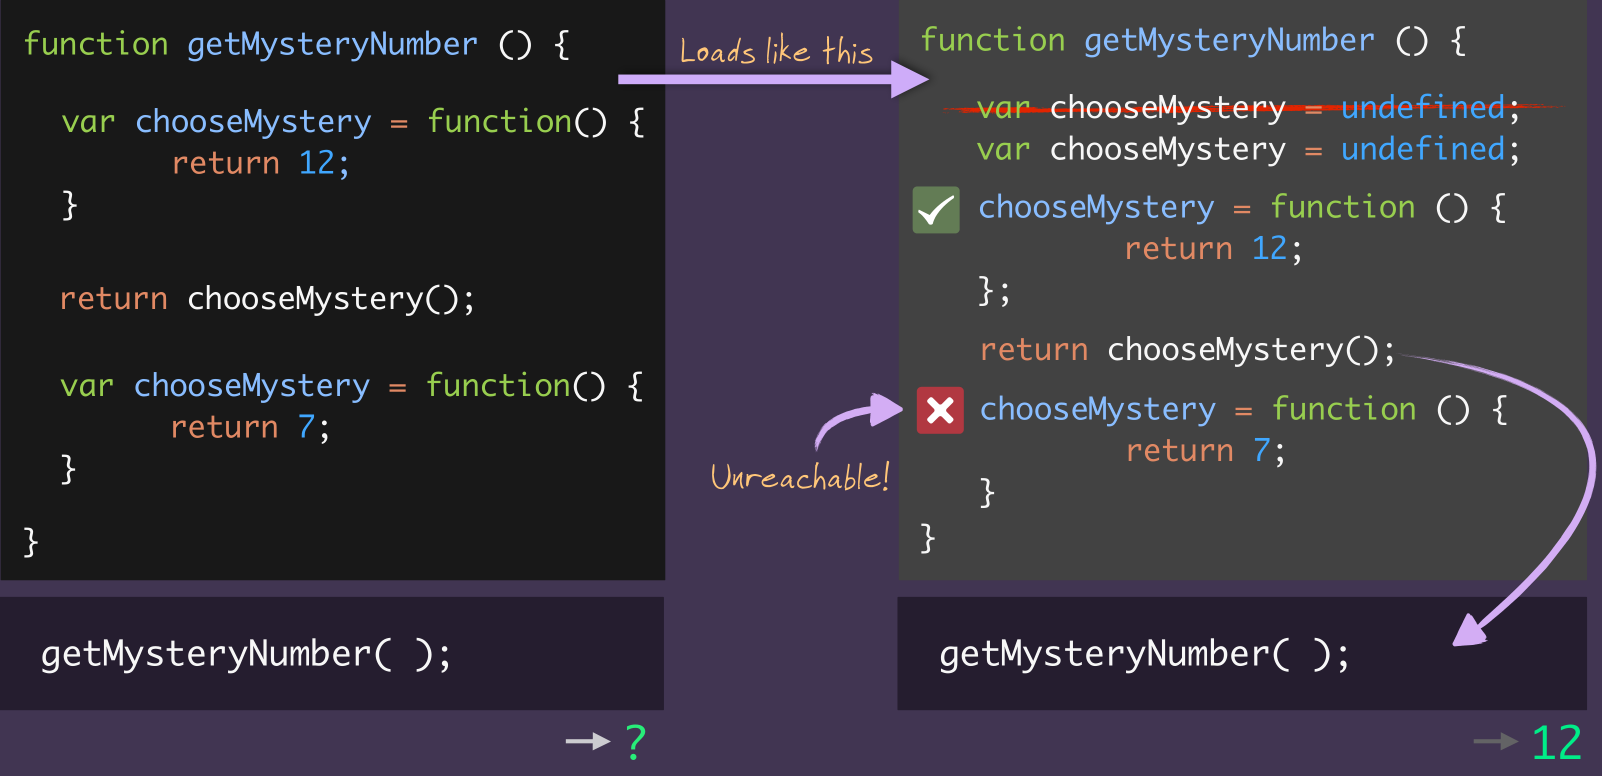 function getMysteryNumber () {
var chooseMystery = function() {
return 12;
}
return chooseMystery();
var chooseMystery = function() {
return 7;
}
}
getMysteryNumber( );
?
Loads like this
Unreachable!
function getMysteryNumber () {
var chooseMystery = undefined;
var chooseMystery = undefined;
chooseMystery = function () {
return 12;
};
return chooseMystery();
chooseMystery = function () {
return 7;
}
}
getMysteryNumber( );
12